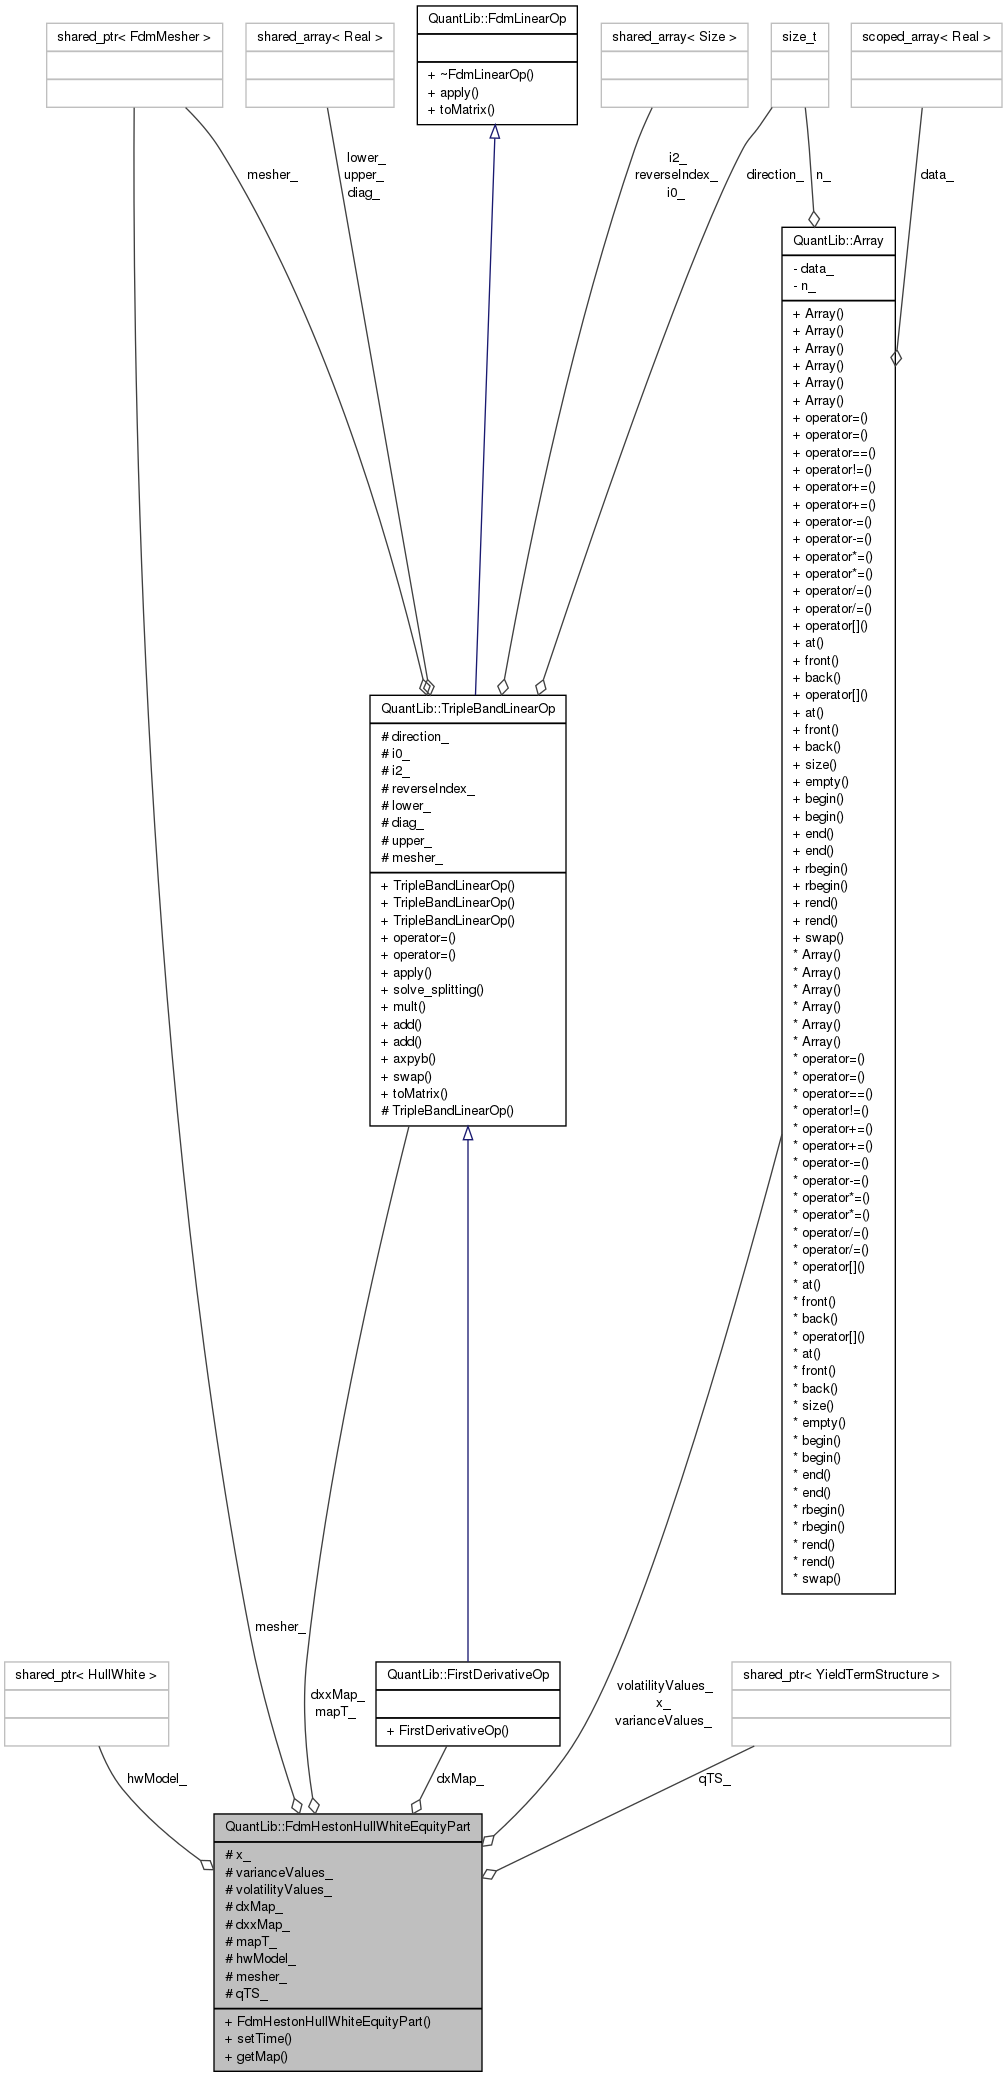 shared_ptr< FdmMesher >
shared_array< Real >
QuantLib::FdmLinearOp
+ ~FdmLinearOp()
+ apply()
+ toMatrix()
shared_array< Size >
size_t
scoped_array< Real >
mesher_
lower_
upper_
diag_
i2_
reverseIndex_
i0_
direction_
n_
data_
QuantLib::Array
- data_
- n_
+ Array()
+ Array()
+ Array()
+ Array()
+ Array()
+ Array()
+ operator=()
+ operator=()
+ operator==()
+ operator!=()
+ operator+=()
+ operator+=()
+ operator-=()
+ operator-=()
+ operator*=()
+ operator*=()
+ operator/=()
+ operator/=()
+ operator[]()
+ at()
+ front()
+ back()
+ operator[]()
+ at()
+ front()
+ back()
+ size()
+ empty()
+ begin()
+ begin()
+ end()
+ end()
+ rbegin()
+ rbegin()
+ rend()
+ rend()
+ swap()
* Array()
* Array()
* Array()
* Array()
* Array()
* Array()
* operator=()
* operator=()
* operator==()
* operator!=()
* operator+=()
* operator+=()
* operator-=()
* operator-=()
* operator*=()
* operator*=()
* operator/=()
* operator/=()
* operator[]()
* at()
* front()
* back()
* operator[]()
* at()
* front()
* back()
* size()
* empty()
* begin()
* begin()
* end()
* end()
* rbegin()
* rbegin()
* rend()
* rend()
* swap()
QuantLib::TripleBandLinearOp
# direction_
# i0_
# i2_
# reverseIndex_
# lower_
# diag_
# upper_
# mesher_
+ TripleBandLinearOp()
+ TripleBandLinearOp()
+ TripleBandLinearOp()
+ operator=()
+ operator=()
+ apply()
+ solve_splitting()
+ mult()
+ add()
+ add()
+ axpyb()
+ swap()
+ toMatrix()
# TripleBandLinearOp()
mesher_
shared_ptr< HullWhite >
dxxMap_
mapT_
QuantLib::FirstDerivativeOp
+ FirstDerivativeOp()
volatilityValues_
x_
varianceValues_
shared_ptr< YieldTermStructure >
hwModel_
dxMap_
qTS_
QuantLib::FdmHestonHullWhiteEquityPart
# x_
# varianceValues_
# volatilityValues_
# dxMap_
# dxxMap_
# mapT_
# hwModel_
# mesher_
# qTS_
+ FdmHestonHullWhiteEquityPart()
+ setTime()
+ getMap()